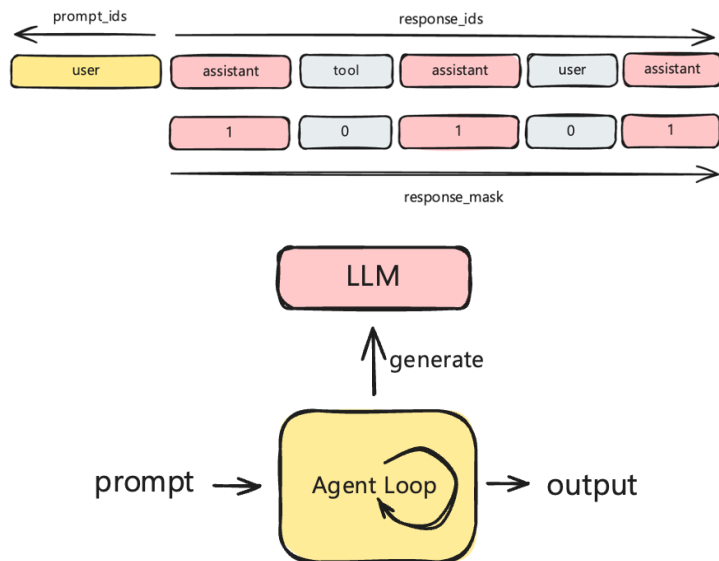 prompt_ids response_ids
user assistant tool assistant user assistant
1 0 1 0 1
response_mask
LLM
generate
prompt Agent Loop output